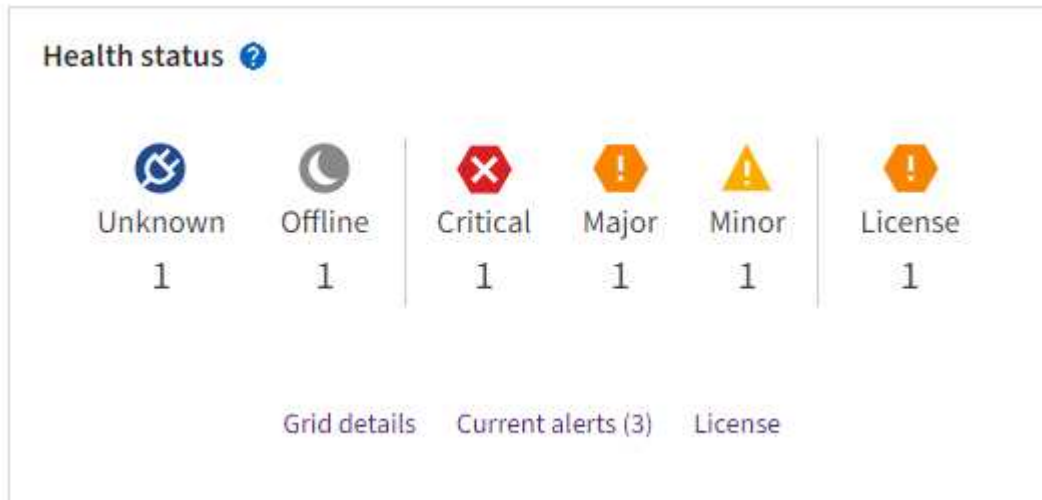 Health status ?
Unknown Offline Critical Major Minor License
1 1 1 1 1 1
Grid details Current alerts (3) License